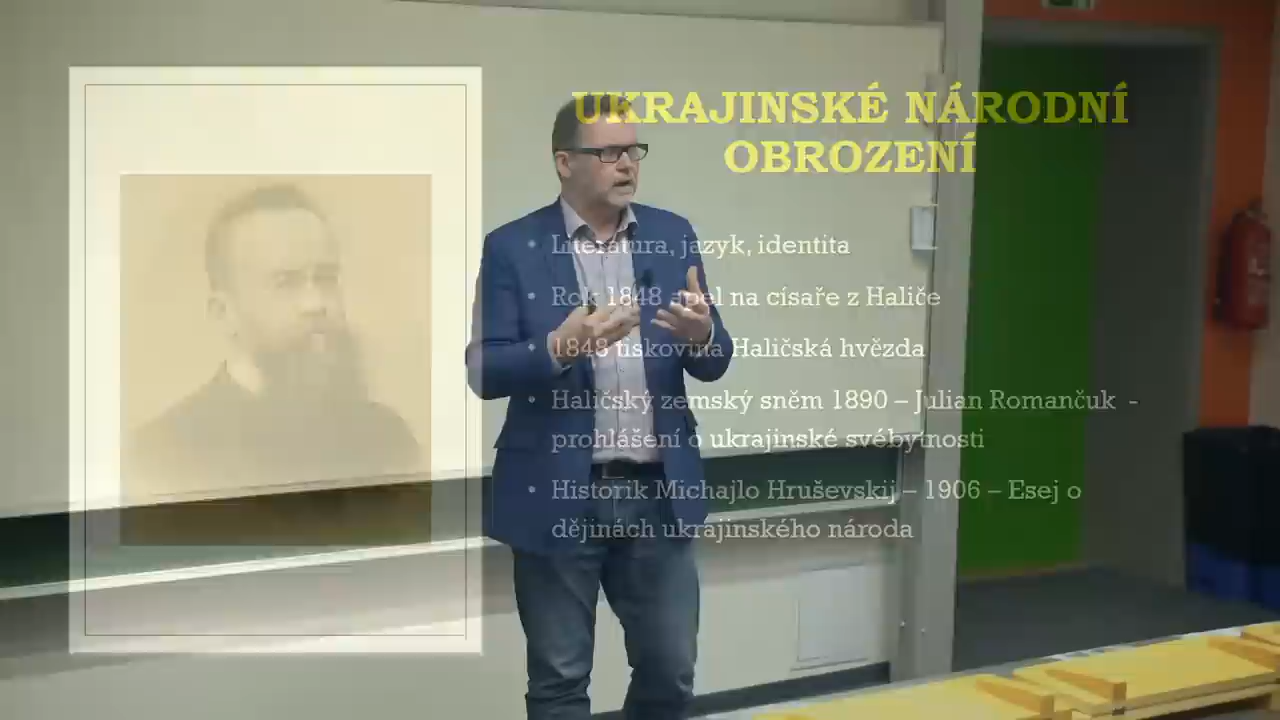 UKRAJINSKÉ NÁRODNÍ
OBROZENÍ
• Literatura, jazyk, identita
• Rok 1848 apel na císaře z Haliče
• 1848 tiskovina Haličská hvězda
• Haličský zemský sněm 1890 – Julian Romančuk -
prohlášení o ukrajinské svébytnosti
• Historik Michajlo Hruševskij – 1906 – Esej o
dějinách ukrajinského národa